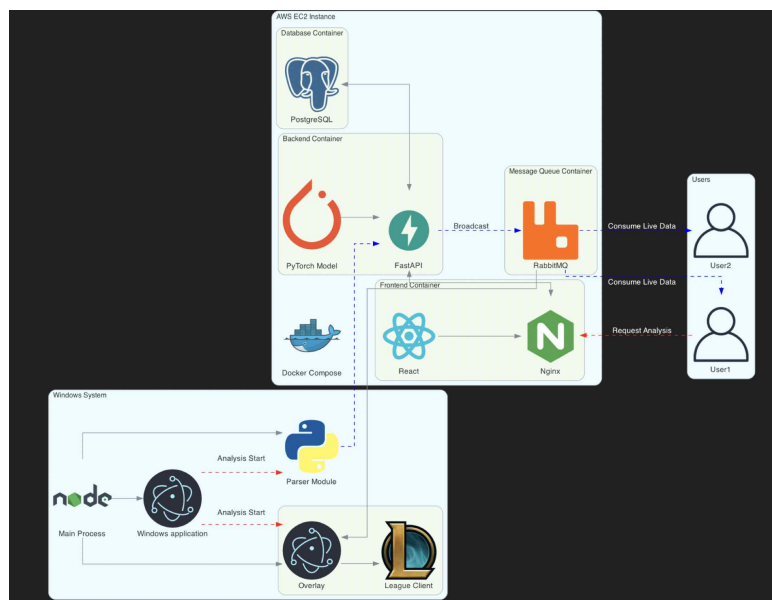 AWS EC2 Instance
Database Container
PostgreSQL
Backend Container
PyTorch Model
FastAPI
Broadcast
Message Queue Container
RabbitMQ
Consume Live Data
Consume Live Data
Users
User2
User1
Request Analysis
Frontend Container
React
Nginx
Docker Compose
Windows System
node
Main Process
Windows application
Analysis Start
Analysis Start
Parser Module
Overlay
League Client